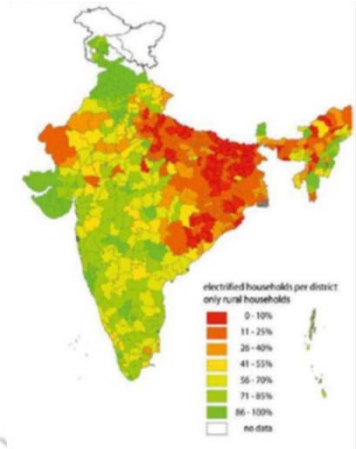 electrified households per district
only rural households
0 - 10%
11 - 25%
26 - 40%
41 - 55%
56 - 70%
71 - 85%
86 - 100%
no data